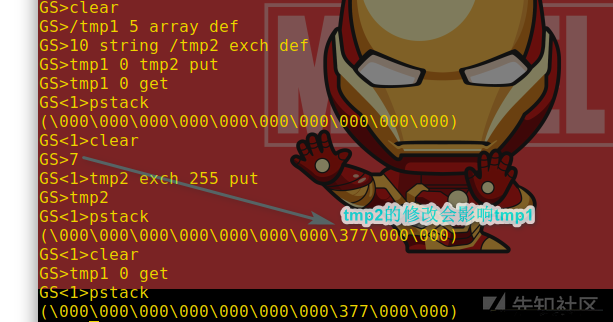 GS>clear
GS>/tmp1 5 array def
GS>10 string /tmp2 exch def
GS>tmp1 0 tmp2 put
GS>tmp1 0 get
GS<1>pstack
(\000\000\000\000\000\000\000\000\000\000)
GS<1>clear
GS>7
GS<1>tmp2 exch 255 put
GS>tmp2
GS<1>pstack
tmp2的修改会影响tmp1
(\000\000\000\000\000\000\000\377\000\000)
GS<1>clear
GS>tmp1 0 get
GS<1>pstack
(\000\000\000\000\000\000\000\377\000\000)
先知社区